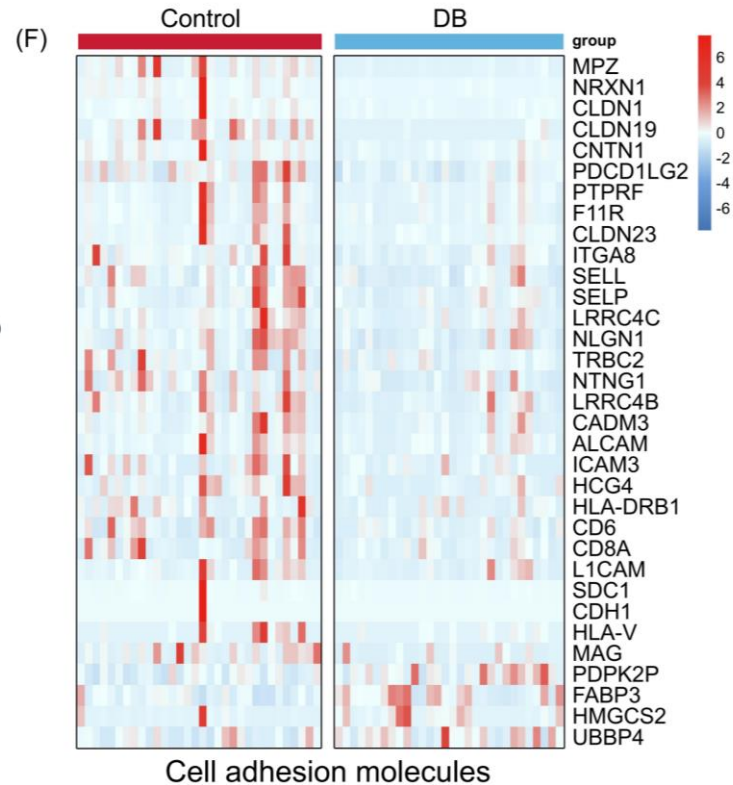 (F)
Control
DB
group
MPZ
NRXN1
CLDN1
CLDN19
CNTN1
PDCD1LG2
PTPRF
F11R
CLDN23
ITGA8
SELL
SELP
LRRC4C
NLGN1
TRBC2
NTNG1
LRRC4B
CADM3
ALCAM
ICAM3
HCG4
HLA-DRB1
CD6
CD8A
L1CAM
SDC1
CDH1
HLA-V
MAG
PDPK2P
FABP3
HMGCS2
UBBP4
6
4
2
0
-2
-4
-6
Cell adhesion molecules